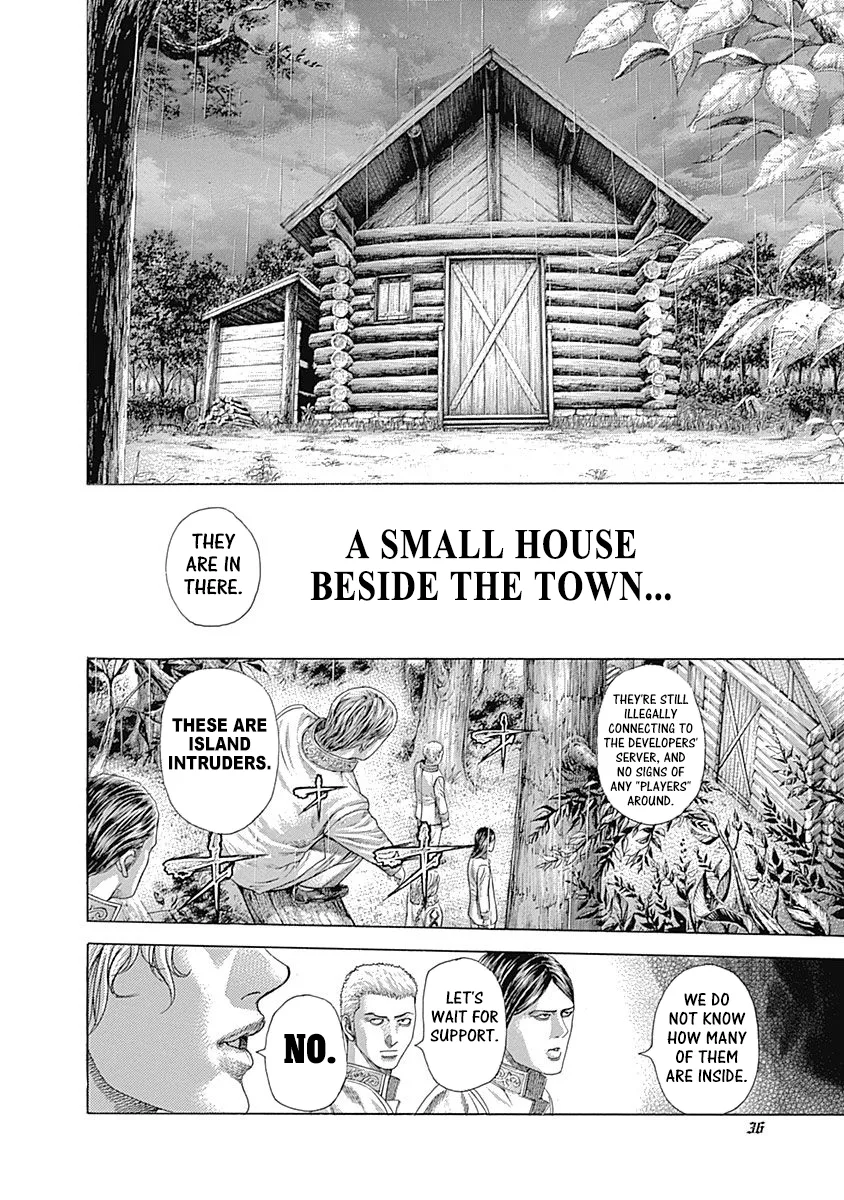 A SMALL HOUSE
BESIDE THE TOWN...
THEY
ARE IN
THERE.
THEY'RE STILL
ILLEGALLY
CONNECTING TO
THE DEVELOPERS'
SERVER, AND
NO SIGNS OF
ANY "PLAYERS"
AROUND.
THESE ARE
ISLAND
INTRUDERS.
WE DO
NOT KNOW
HOW MANY
OF THEM
ARE INSIDE.
LET'S
WAIT FOR
SUPPORT.
NO.
36